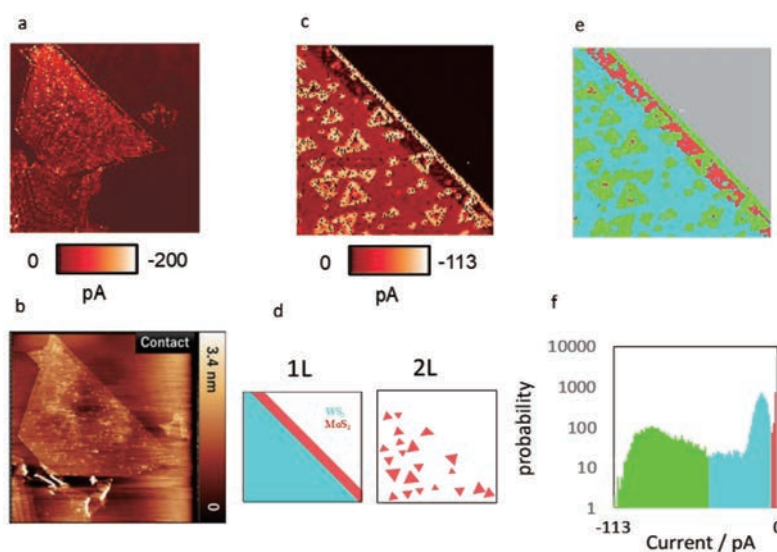 a
c
e
0
-200
pA
0
-113
pA
b
Contact
3.4 nm
0
d
1L
2L
WS2
MoS2
f
probability
10000
1000
100
10
1
-113
0
Current / pA